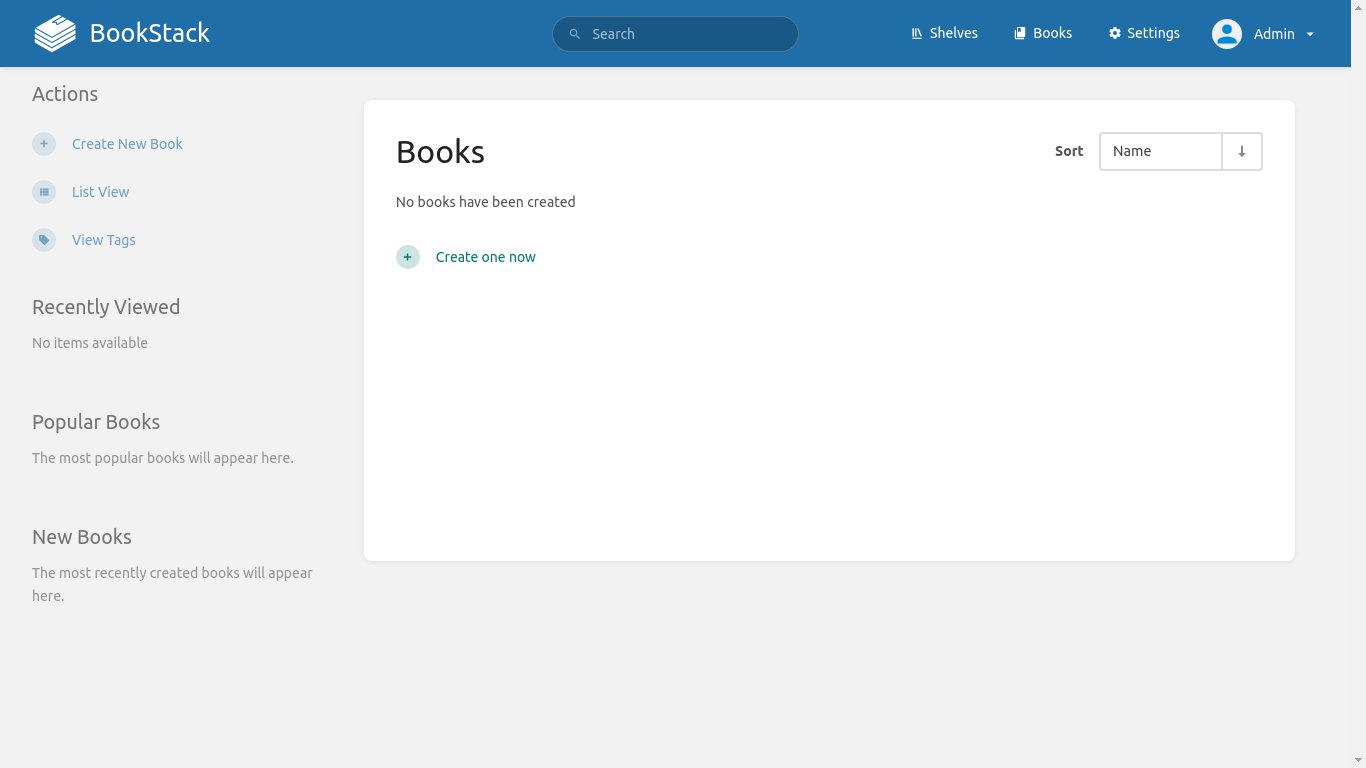 BookStack
Search
Shelves
Books
Settings
Admin
Actions
Create New Book
List View
View Tags
Recently Viewed
No items available
Popular Books
The most popular books will appear here.
New Books
The most recently created books will appear
here.
Books
Sort
Name
No books have been created
Create one now